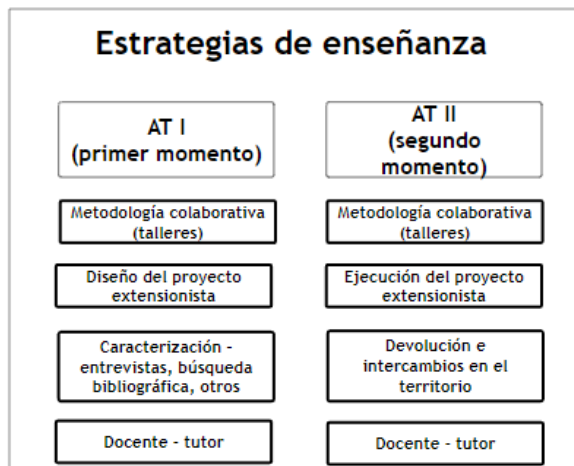 Estrategias de enseñanza
AT I
(primer momento)
Metodología colaborativa
(talleres)
Diseño del proyecto
extensionista
Caracterización -
entrevistas, búsqueda
bibliográfica, otros
Docente - tutor
AT II
(segundo
momento)
Metodología colaborativa
(talleres)
Ejecución del proyecto
extensionista
Devolución e
intercambios en el
territorio
Docente - tutor